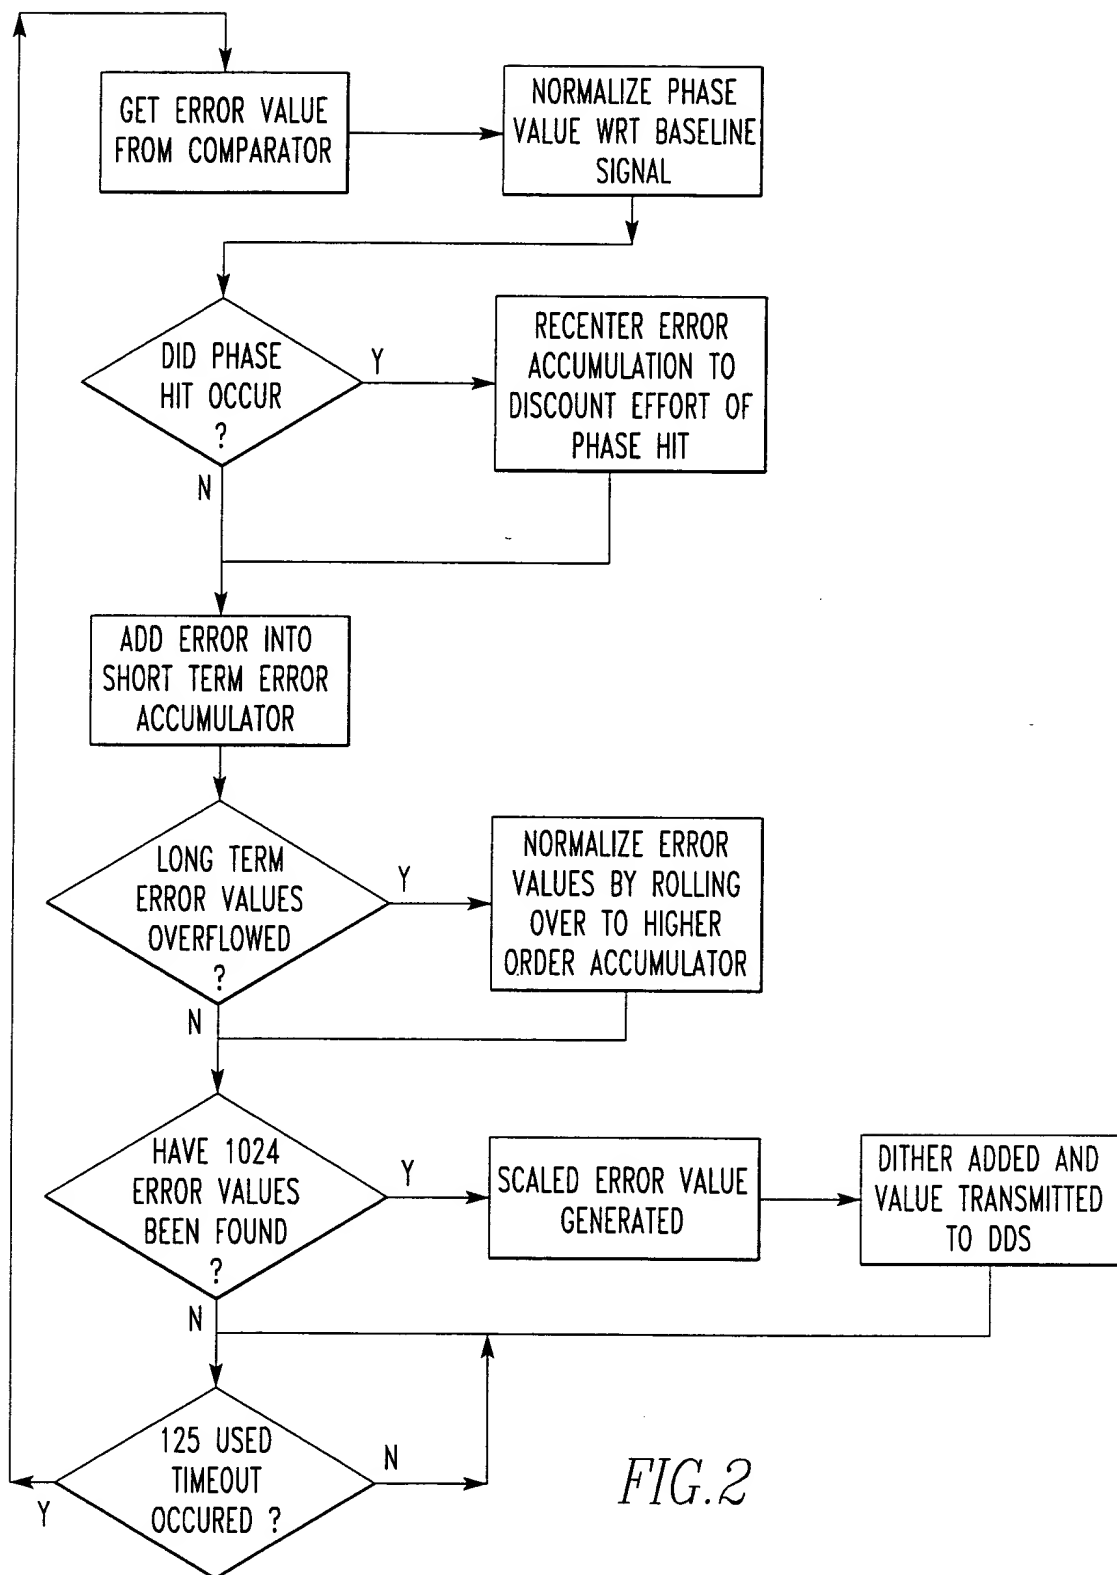 GET ERROR VALUE
FROM COMPARATOR
NORMALIZE PHASE
VALUE WRT BASELINE
SIGNAL
DID PHASE
HIT OCCUR
?
Y
N
RECENTER ERROR
ACCUMULATION TO
DISCOUNT EFFORT OF
PHASE HIT
ADD ERROR INTO
SHORT TERM ERROR
ACCUMULATOR
LONG TERM
ERROR VALUES
OVERFLOWED
?
Y
N
NORMALIZE ERROR
VALUES BY ROLLING
OVER TO HIGHER
ORDER ACCUMULATOR
HAVE 1024
ERROR VALUES
BEEN FOUND
?
Y
N
SCALED ERROR VALUE
GENERATED
DITHER ADDED AND
VALUE TRANSMITTED
TO DDS
125 USED
TIMEOUT
OCCURED ?
N
Y
FIG.2